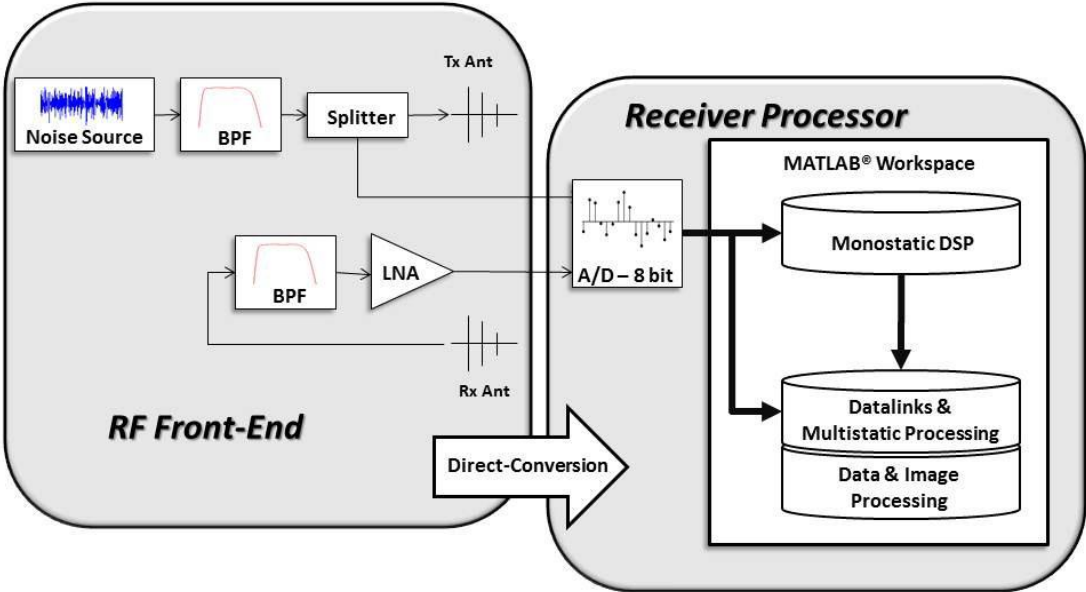 Tx Ant
Noise Source
BPF
Splitter
Receiver Processor
MATLAB® Workspace
Monostatic DSP
A/D – 8 bit
BPF
LNA
Rx Ant
RF Front-End
Direct-Conversion
Datalinks &
Multistatic Processing
Data & Image
Processing